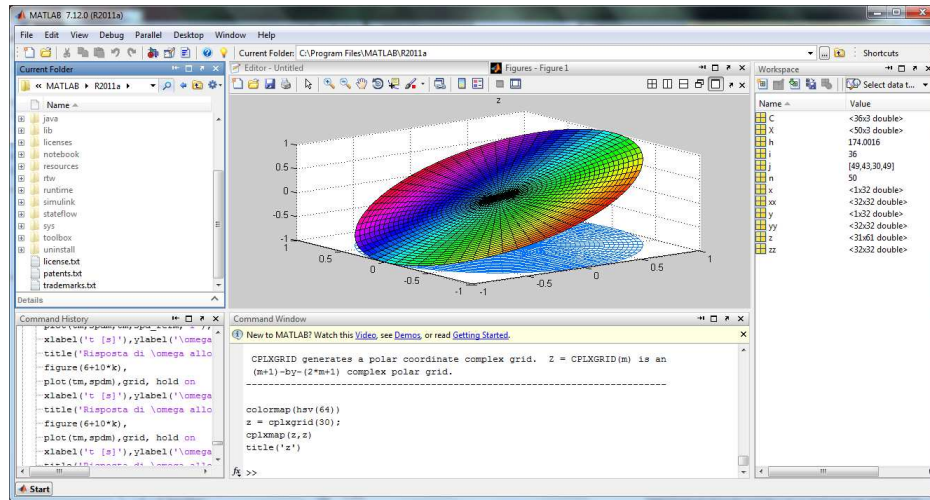 MATLAB 7.12.0 (R2011a)
File Edit View Debug Parallel Desktop Window Help
Current Folder: C:\Program Files\MATLAB\R2011a
Shortcuts
Current Folder
« MATLAB ▸ R2011a ▸
Name
java
lib
licenses
notebook
resources
rtw
runtime
simulink
stateflow
sys
toolbox
uninstall
license.txt
patents.txt
trademarks.txt
Details
Editor - Untitled
Figures - Figure 1
z
1
0.5
0
-0.5
-1
1
0.5
0
-0.5
-1
-1
-0.5
0
0.5
1
Workspace
Select data t...
Name Value
C <36x3 double>
X <50x3 double>
h 174.0016
i 36
j [49,43,30,49]
n 50
x <1x32 double>
xx <32x32 double>
y <1x32 double>
yy <32x32 double>
z <31x61 double>
zz <32x32 double>
Command History
xlabel('t [s]'),ylabel('\omega
title('Risposta di \omega allo
figure(6+10*k),
plot(tm,spdm),grid, hold on
xlabel('t [s]'),ylabel('\omega
title('Risposta di \omega allo
figure(6+10*k),
plot(tm,spdm),grid, hold on
xlabel('t [s]'),ylabel('\omega
Command Window
New to MATLAB? Watch this Video, see Demos, or read Getting Started.
CPLXGRID generates a polar coordinate complex grid. Z = CPLXGRID(m) is an
(m+1)-by-(2*m+1) complex polar grid.
colormap(hsv(64))
z = cplxgrid(30);
cplxmap(z,z)
title('z')
fx >>
Start